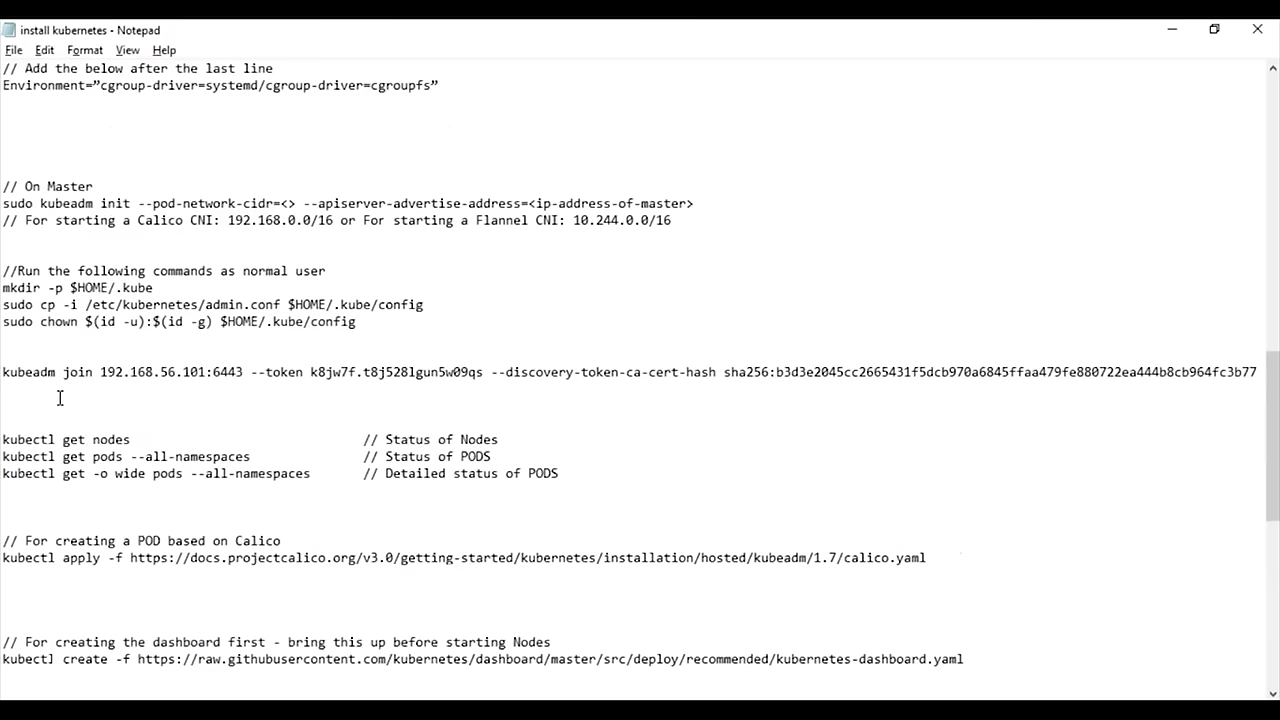 install kubernetes - Notepad
File Edit Format View Help
// Add the below after the last line
Environment=”cgroup-driver=systemd/cgroup-driver=cgroupfs”
// On Master
sudo kubeadm init --pod-network-cidr=<> --apiserver-advertise-address=<ip-address-of-master>
// For starting a Calico CNI: 192.168.0.0/16 or For starting a Flannel CNI: 10.244.0.0/16
//Run the following commands as normal user
mkdir -p $HOME/.kube
sudo cp -i /etc/kubernetes/admin.conf $HOME/.kube/config
sudo chown $(id -u):$(id -g) $HOME/.kube/config
kubeadm join 192.168.56.101:6443 --token k8jw7f.t8j528lgun5w09qs --discovery-token-ca-cert-hash sha256:b3d3e2045cc2665431f5dcb970a6845ffaa479fe880722ea444b8cb964fc3b77
kubectl get nodes // Status of Nodes
kubectl get pods --all-namespaces // Status of PODS
kubectl get -o wide pods --all-namespaces // Detailed status of PODS
// For creating a POD based on Calico
kubectl apply -f https://docs.projectcalico.org/v3.0/getting-started/kubernetes/installation/hosted/kubeadm/1.7/calico.yaml
// For creating the dashboard first - bring this up before starting Nodes
kubectl create -f https://raw.githubusercontent.com/kubernetes/dashboard/master/src/deploy/recommended/kubernetes-dashboard.yaml